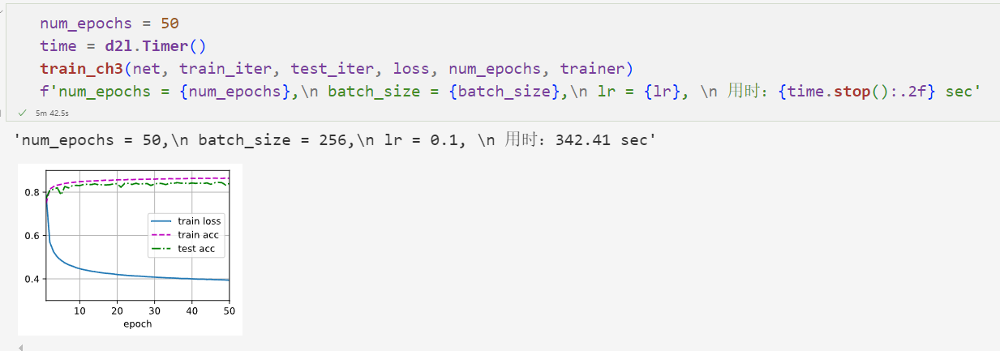 num_epochs = 50
time = d2l.Timer()
train_ch3(net, train_iter, test_iter, loss, num_epochs, trainer)
f'num_epochs = {num_epochs},\n batch_size = {batch_size},\n lr = {lr}, \n 用时：{time.stop():.2f} sec'
✓ 5m 42.5s
'num_epochs = 50,\n batch_size = 256,\n lr = 0.1, \n 用时：342.41 sec'
0.8
0.6
0.4
train loss
train acc
test acc
10 20 30 40 50
epoch